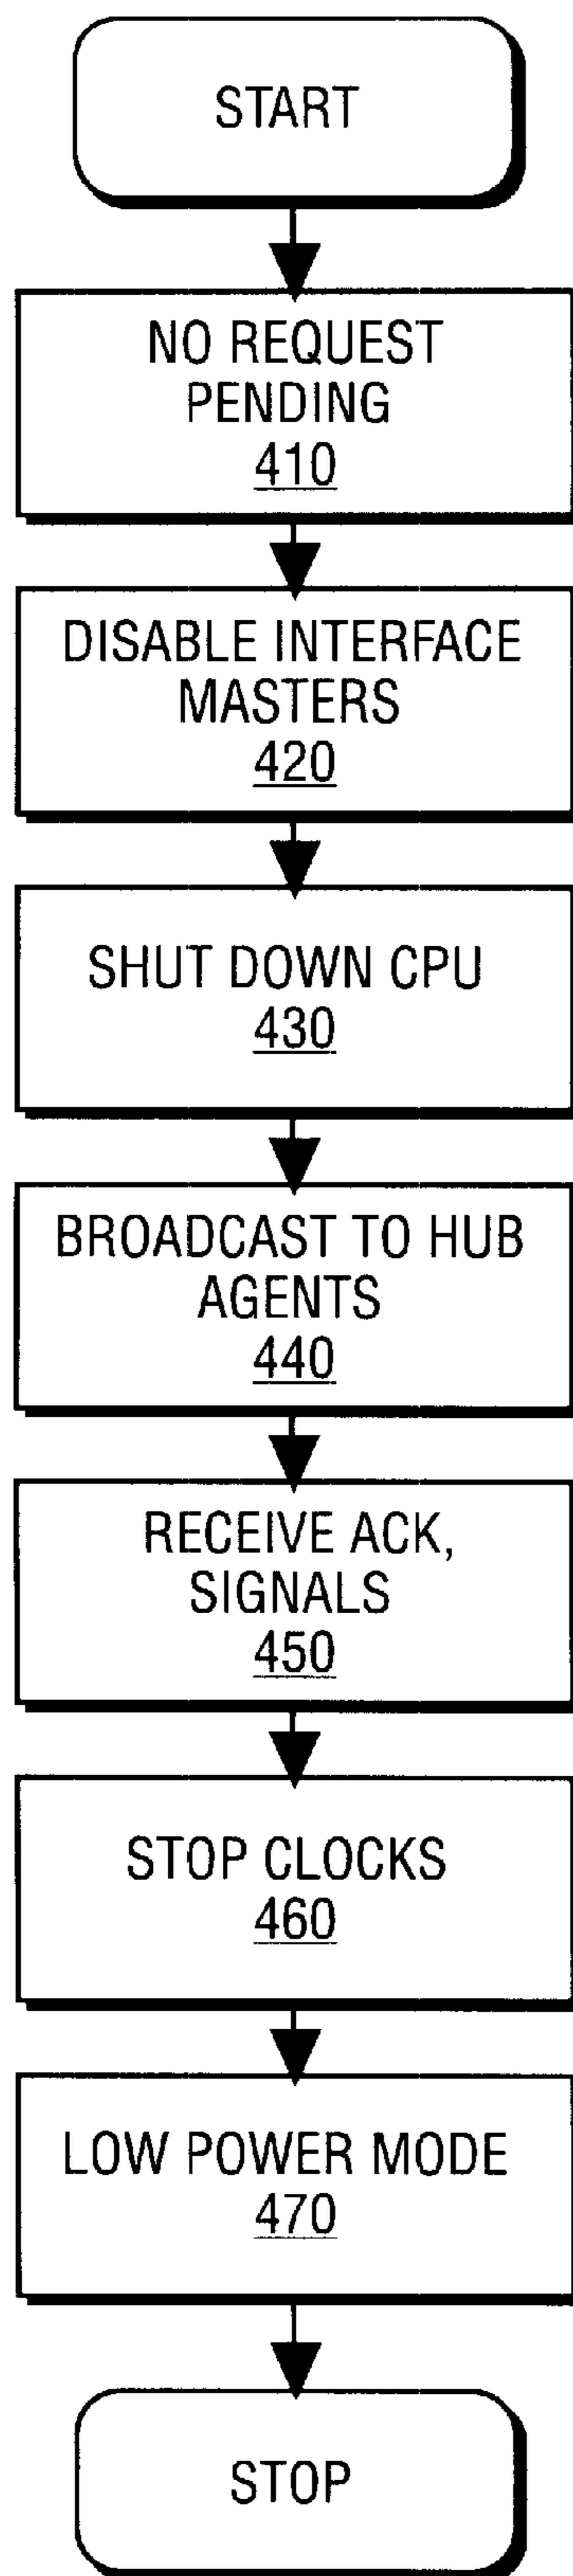 START
NO REQUEST
PENDING
410
DISABLE INTERFACE
MASTERS
420
SHUT DOWN CPU
430
BROADCAST TO HUB
AGENTS
440
RECEIVE ACK,
SIGNALS
450
STOP CLOCKS
460
LOW POWER MODE
470
STOP